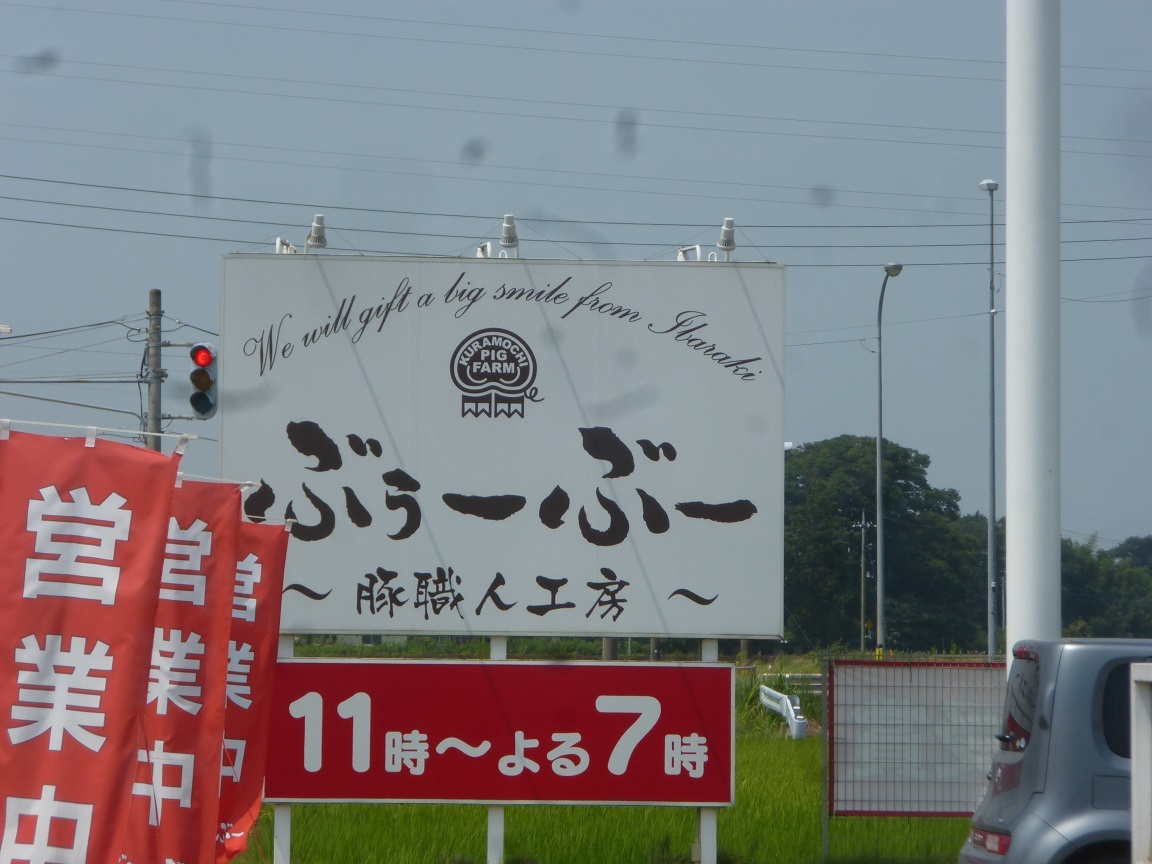 We will gift a big smile from Ibaraki
KURAMOCHI
PIG
FARM
ぶぅーぶー
～ 豚職人工房 ～
11時～よる7時
営業中
営業中
営業中